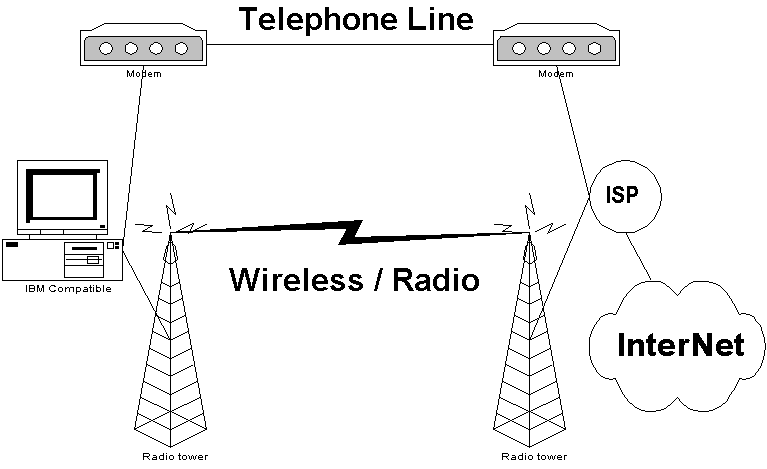 Telephone Line
Modem
Modem
ISP
IBM Compatible
Wireless / Radio
InterNet
Radio tower
Radio tower